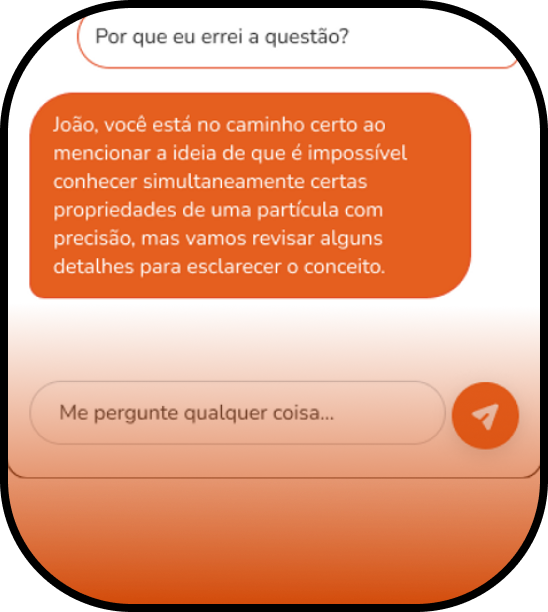 Por que eu errei a questão?
João, você está no caminho certo ao
mencionar a ideia de que é impossível
conhecer simultaneamente certas
propriedades de uma partícula com
precisão, mas vamos revisar alguns
detalhes para esclarecer o conceito.
Me pergunte qualquer coisa...